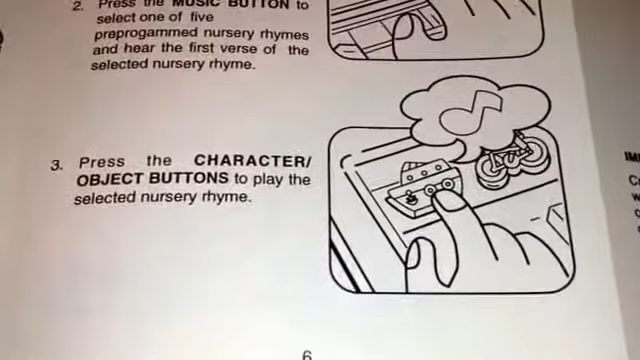 2. Press the MUSIC BUTTON to
select one of five
preprogammed nursery rhymes
and hear the first verse of the
selected nursery rhyme.
3. Press the CHARACTER/
OBJECT BUTTONS to play the
selected nursery rhyme.
6